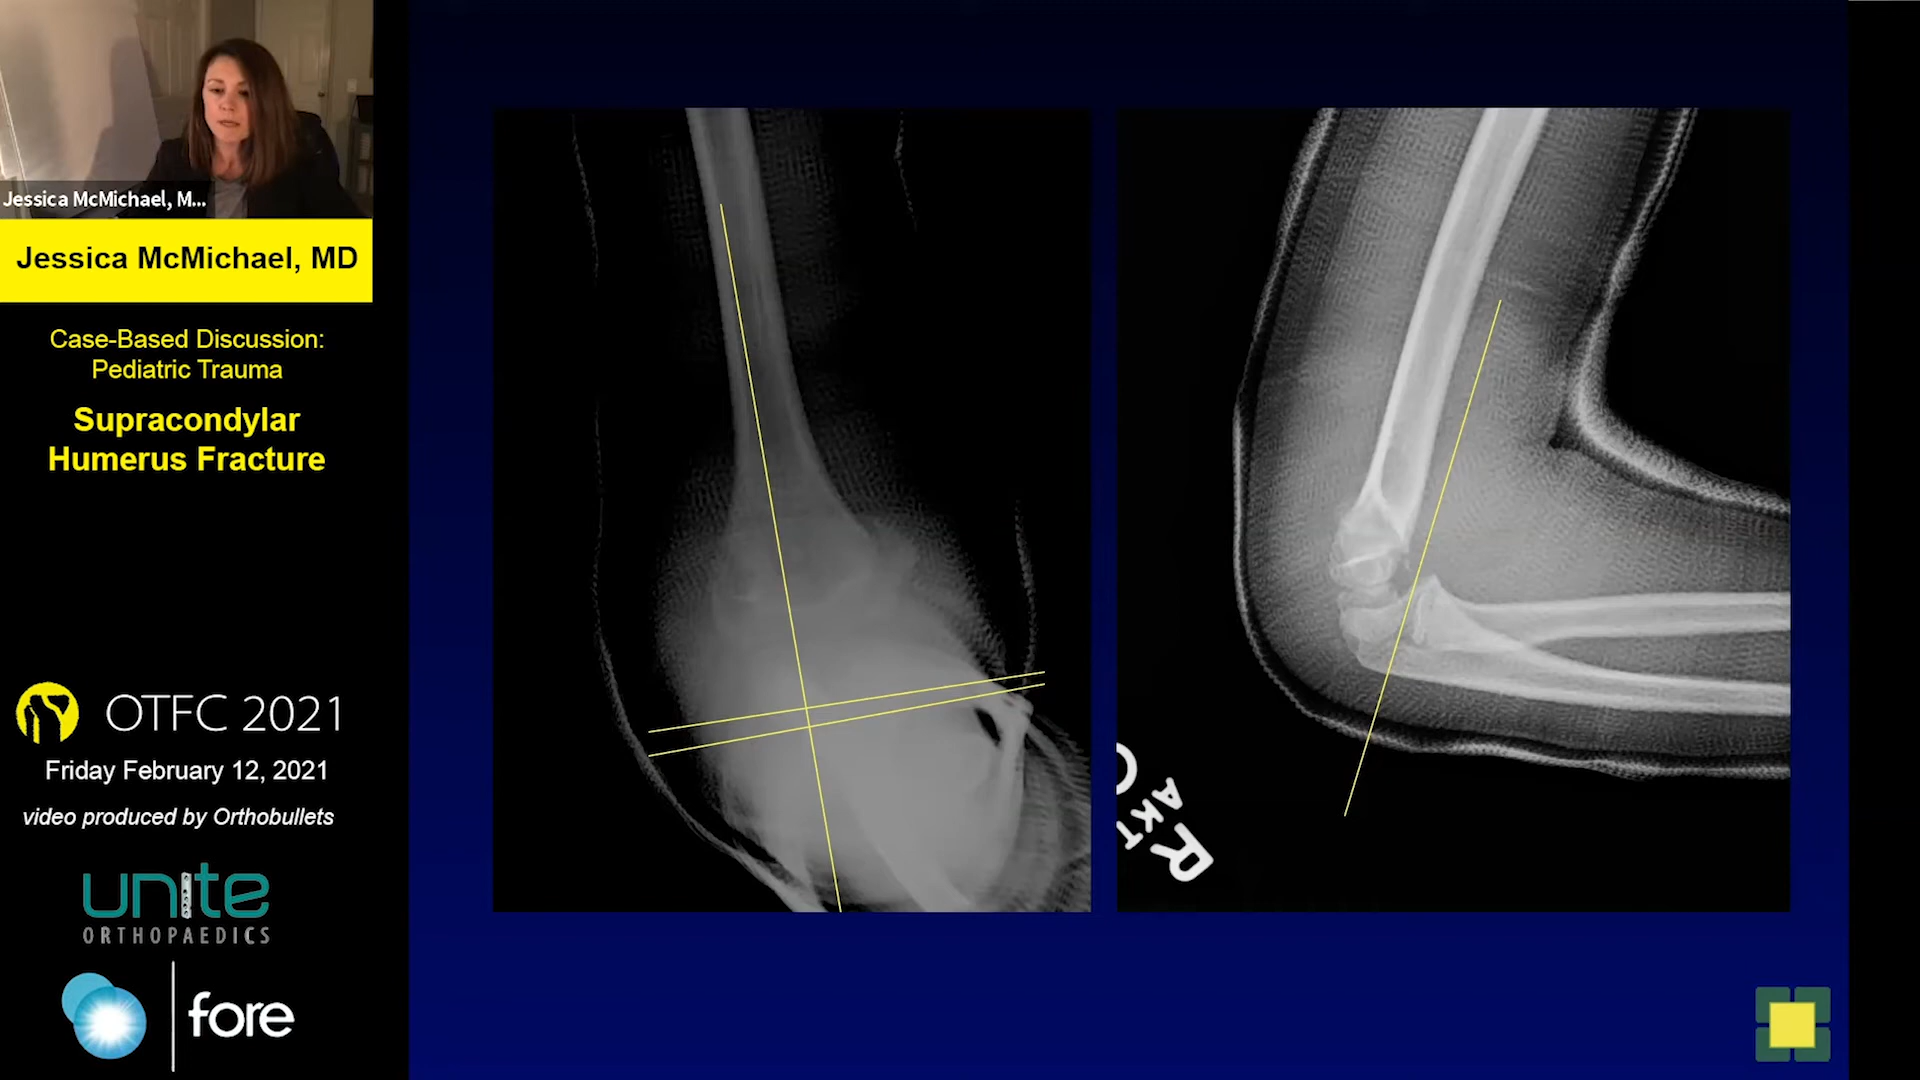 Jessica McMichael, M...
Jessica McMichael, MD
Case-Based Discussion:
Pediatric Trauma
Supracondylar
Humerus Fracture
OTFC 2021
Friday February 12, 2021
video produced by Orthobullets
unite
ORTHOPAEDICS
fore
R